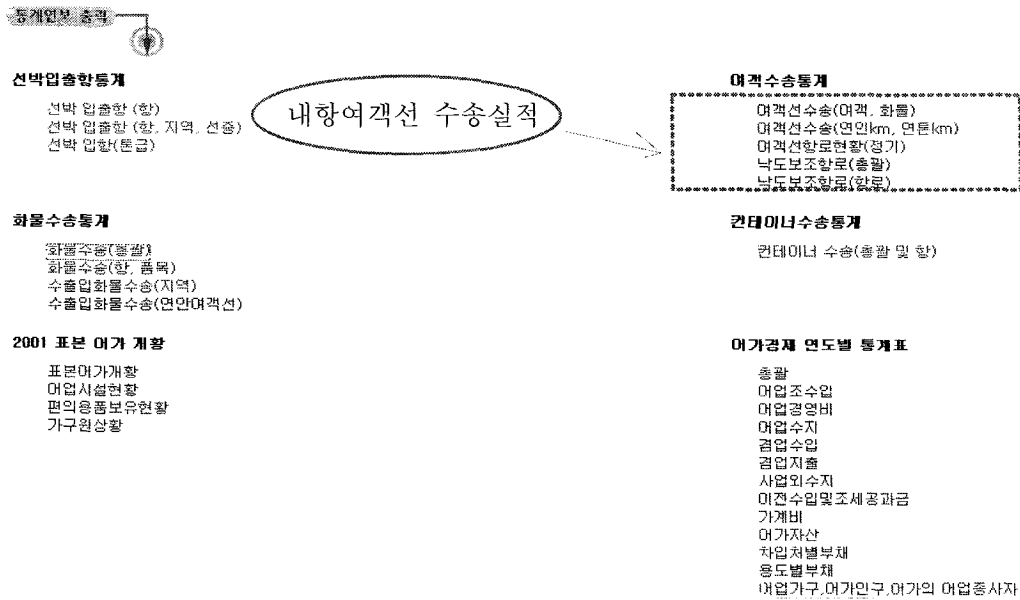 통계연보 출력
선박입출항통계
선박 입출항 (항)
선박 입출항 (항, 지역, 선종)
선박 입항(톤급)
내항여객선 수송실적
여객수송통계
여객선수송(여객, 화물)
여객선수송(연인km, 연톤km)
여객선항로현황(정기)
낙도보조항로(총괄)
낙도보조항로(항로)
화물수송통계
화물수송(총괄)
화물수송(항, 품목)
수출입화물수송(지역)
수출입화물수송(연안여객선)
컨테이너수송통계
컨테이너 수송(총괄 및 항)
2001 표본 어가 개황
표본어가개황
어업시설현황
편의용품보유현황
가구원상황
어가경제 연도별 통계표
총괄
어업조수입
어업경영비
어업수지
겸업수입
겸업지출
사업외수지
이전수입및조세공과금
가계비
어가자산
차입처별부채
용도별부채
어업가구,어가인구,어가의 어업종사자